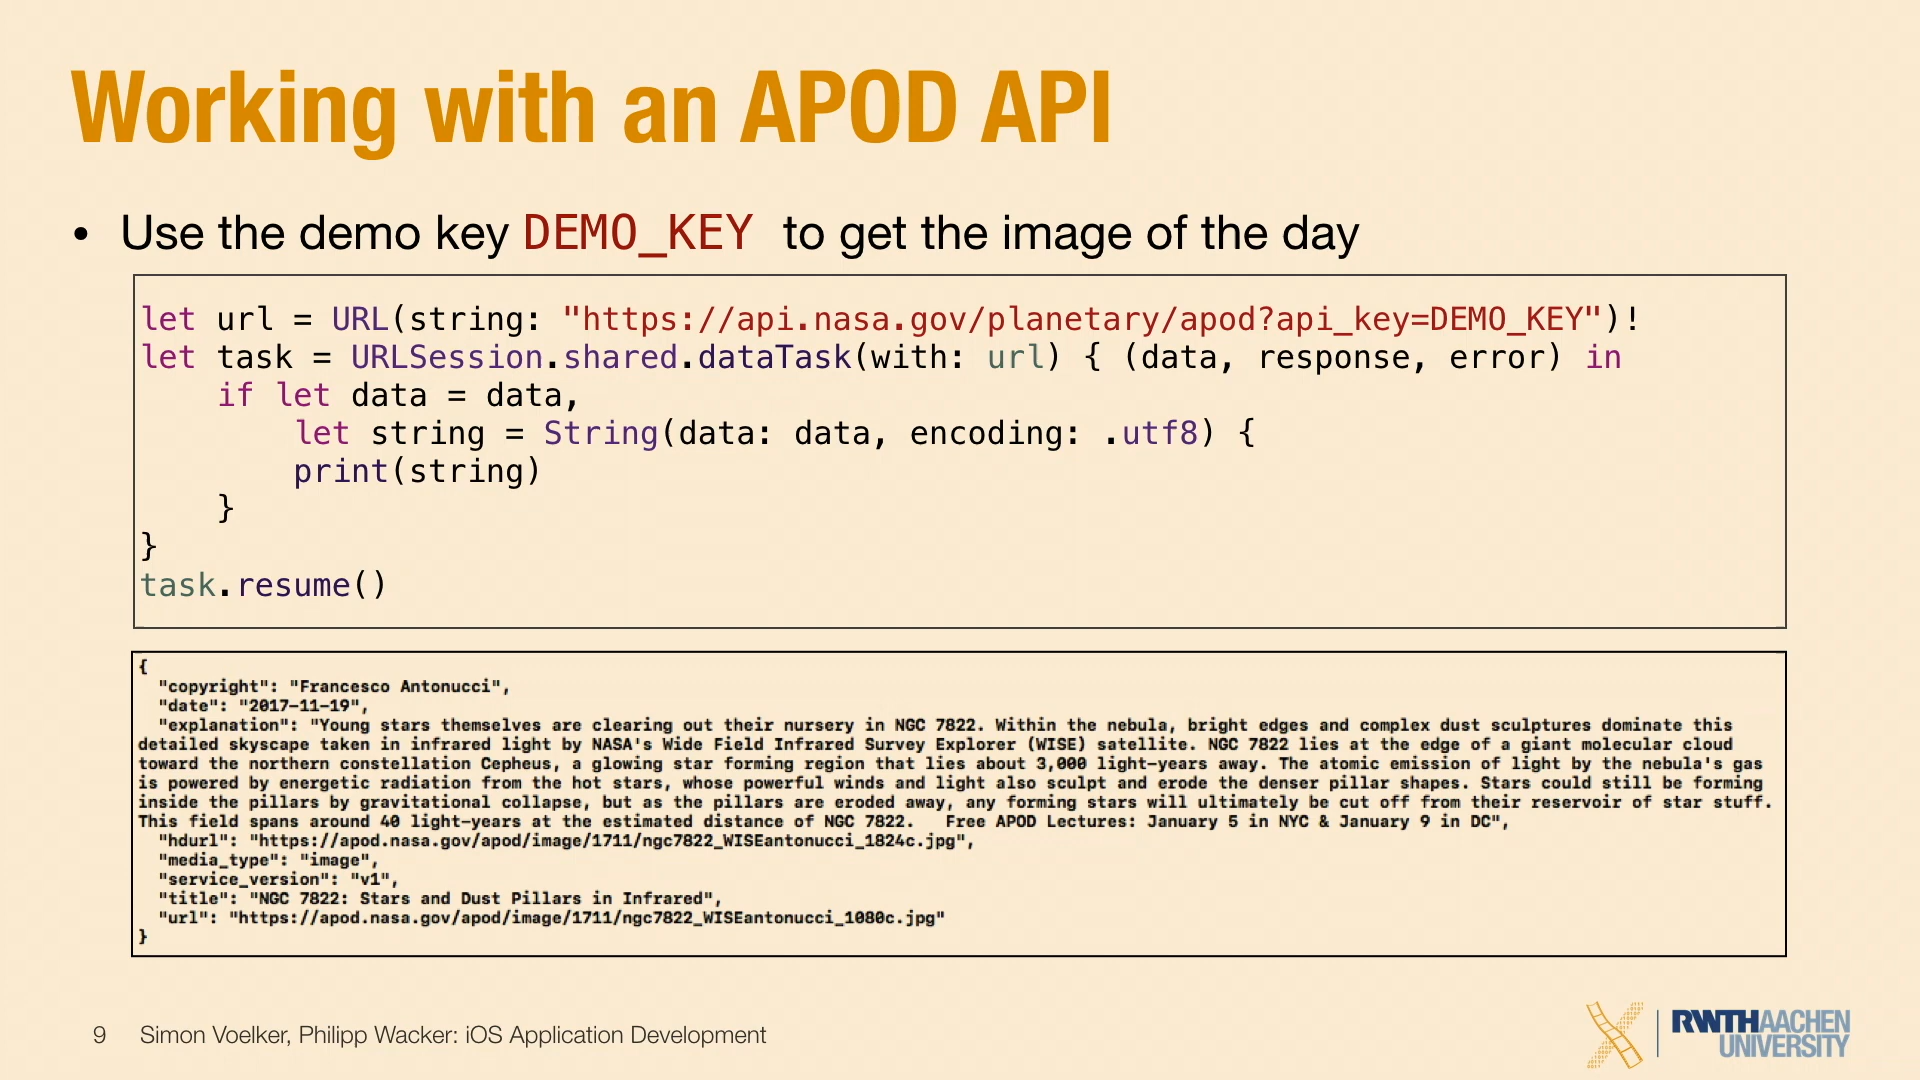 Working with an APOD API
• Use the demo key DEMO_KEY to get the image of the day
let url = URL(string: "https://api.nasa.gov/planetary/apod?api_key=DEMO_KEY")!
let task = URLSession.shared.dataTask(with: url) { (data, response, error) in
    if let data = data,
        let string = String(data: data, encoding: .utf8) {
        print(string)
    }
}
task.resume()
{
  "copyright": "Francesco Antonucci",
  "date": "2017-11-19",
  "explanation": "Young stars themselves are clearing out their nursery in NGC 7822. Within the nebula, bright edges and complex dust sculptures dominate this
detailed skyscape taken in infrared light by NASA's Wide Field Infrared Survey Explorer (WISE) satellite. NGC 7822 lies at the edge of a giant molecular cloud
toward the northern constellation Cepheus, a glowing star forming region that lies about 3,000 light-years away. The atomic emission of light by the nebula's gas
is powered by energetic radiation from the hot stars, whose powerful winds and light also sculpt and erode the denser pillar shapes. Stars could still be forming
inside the pillars by gravitational collapse, but as the pillars are eroded away, any forming stars will ultimately be cut off from their reservoir of star stuff.
This field spans around 40 light-years at the estimated distance of NGC 7822.   Free APOD Lectures: January 5 in NYC & January 9 in DC",
  "hdurl": "https://apod.nasa.gov/apod/image/1711/ngc7822_WISEantonucci_1824c.jpg",
  "media_type": "image",
  "service_version": "v1",
  "title": "NGC 7822: Stars and Dust Pillars in Infrared",
  "url": "https://apod.nasa.gov/apod/image/1711/ngc7822_WISEantonucci_1080c.jpg"
}
9 Simon Voelker, Philipp Wacker: iOS Application Development
RWTHAACHEN
UNIVERSITY